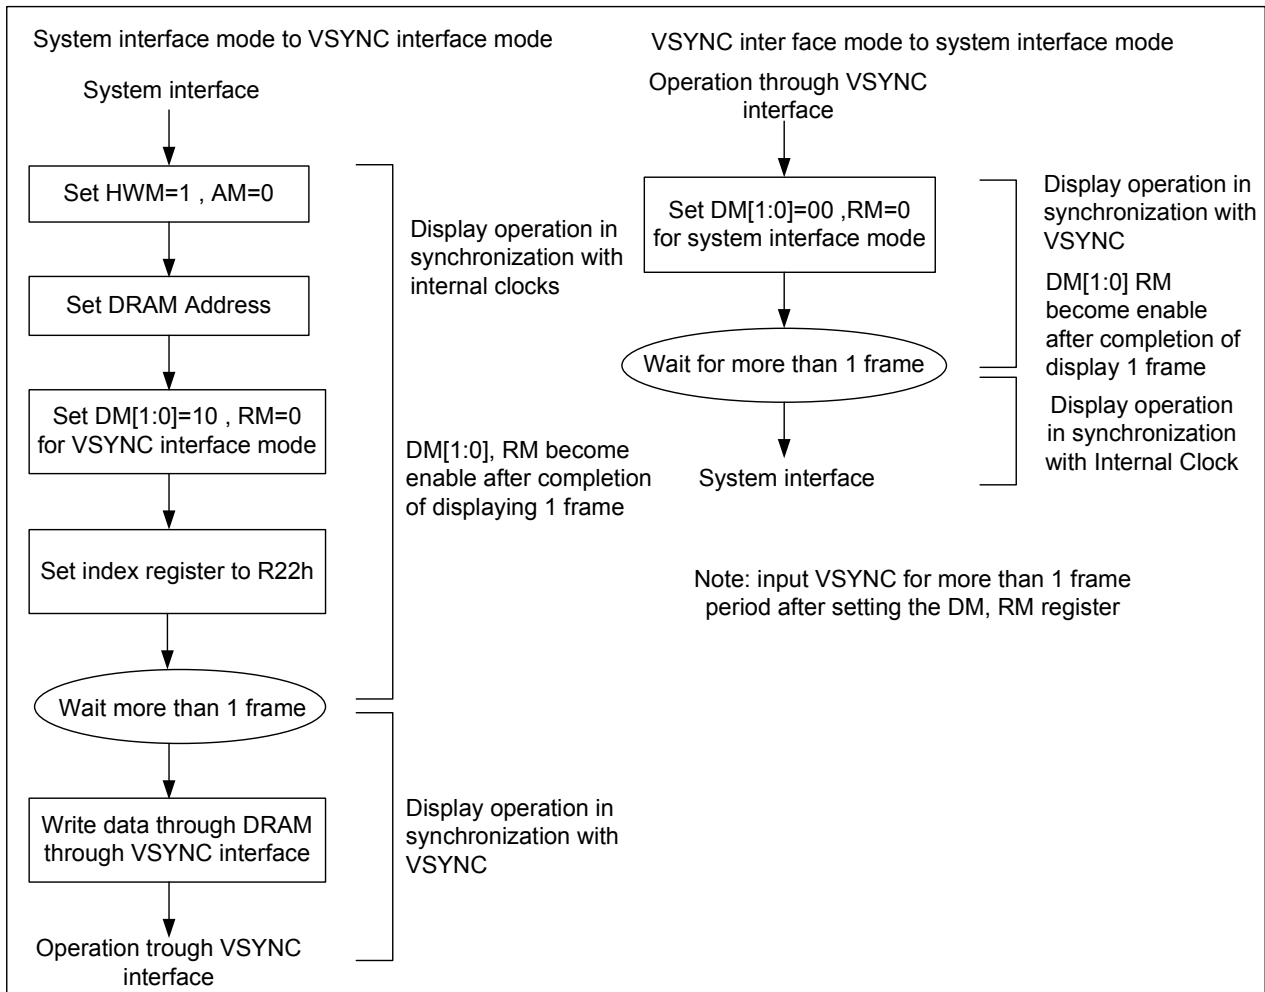 System interface mode to VSYNC interface mode
System interface
Set HWM=1 , AM=0
Set DRAM Address
Set DM[1:0]=10 , RM=0
for VSYNC interface mode
Set index register to R22h
Wait more than 1 frame
Write data through DRAM
through VSYNC interface
Operation trough VSYNC
interface
Display operation in
synchronization with
internal clocks
DM[1:0], RM become
enable after completion
of displaying 1 frame
Display operation in
synchronization with
VSYNC
VSYNC inter face mode to system interface mode
Operation through VSYNC
interface
Set DM[1:0]=00 ,RM=0
for system interface mode
Wait for more than 1 frame
System interface
Display operation in
synchronization with
VSYNC
DM[1:0] RM
become enable
after completion of
display 1 frame
Display operation
in synchronization
with Internal Clock
Note: input VSYNC for more than 1 frame
period after setting the DM, RM register